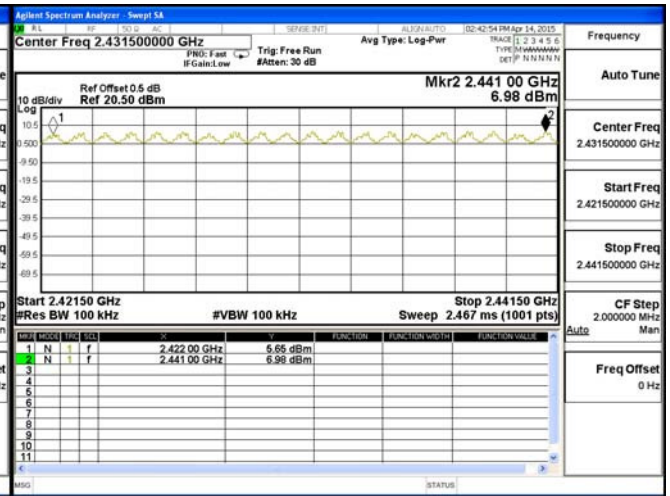 Agilent Spectrum Analyzer - Swept SA
RL RF 50 Ω AC SENSE:INT ALIGN AUTO 02:42:54 PM Apr 14, 2015
Center Freq 2.431500000 GHz
PNO: Fast
IFGain:Low
Trig: Free Run
#Atten: 30 dB
Avg Type: Log-Pwr
TRACE 1 2 3 4 5 6
TYPE M
DET P N N N N N
Frequency
Auto Tune
Ref Offset 0.5 dB
10 dB/div Ref 20.50 dBm
Mkr2 2.441 00 GHz
6.98 dBm
Log
10.5
0.500
-9.50
-19.5
-29.5
-39.5
-49.5
-59.5
-69.5
1
2
Center Freq
2.431500000 GHz
Start Freq
2.421500000 GHz
Stop Freq
2.441500000 GHz
Start 2.42150 GHz Stop 2.44150 GHz
#Res BW 100 kHz #VBW 100 kHz Sweep 2.467 ms (1001 pts)
CF Step
2.000000 MHz
Auto Man
MKR MODE TRC SCL X Y FUNCTION FUNCTION WIDTH FUNCTION VALUE
1 N 1 f 2.422 00 GHz 5.65 dBm
2 N 1 f 2.441 00 GHz 6.98 dBm
3
4
5
6
7
8
9
10
11
Freq Offset
0 Hz
MSG STATUS